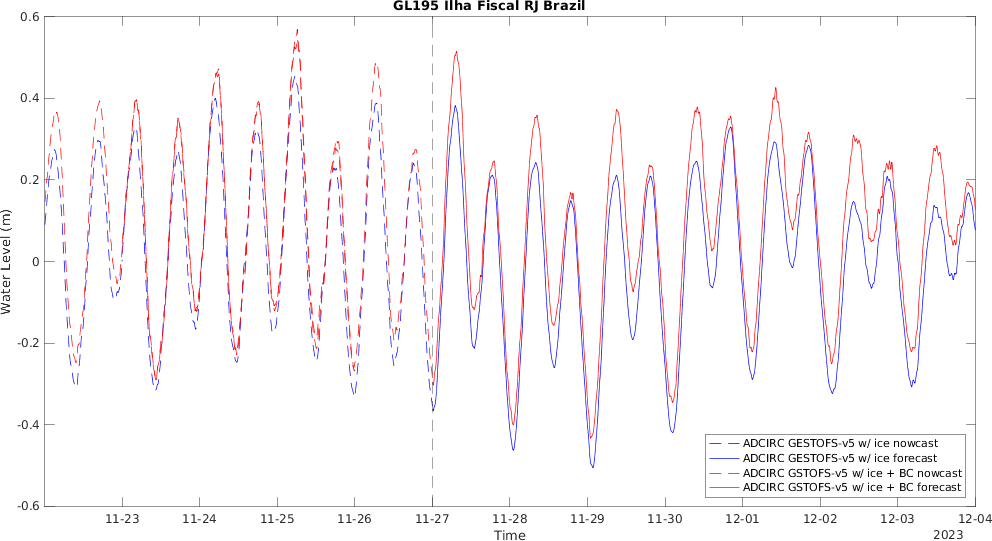 GL195 Ilha Fiscal RJ Brazil
0.6
0.4
0.2
0
-0.2
-0.4
-0.6
Water Level (m)
ADCIRC GESTOFS-v5 w/ ice nowcast
ADCIRC GESTOFS-v5 w/ ice forecast
ADCIRC GSTOFS-v5 w/ ice + BC nowcast
ADCIRC GSTOFS-v5 w/ ice + BC forecast
11-23 11-24 11-25 11-26 11-27 11-28 11-29 11-30 12-01 12-02 12-03 12-04
Time
2023